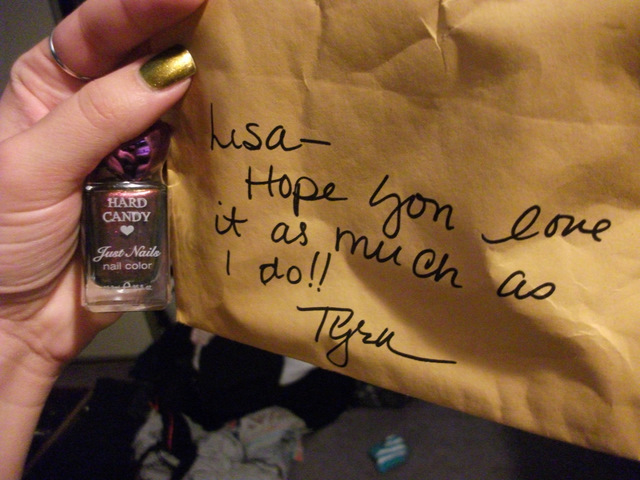 HARD
CANDY
Just Nails
nail color
Lisa—
Hope you love
it as much as
I do!!
Tyra